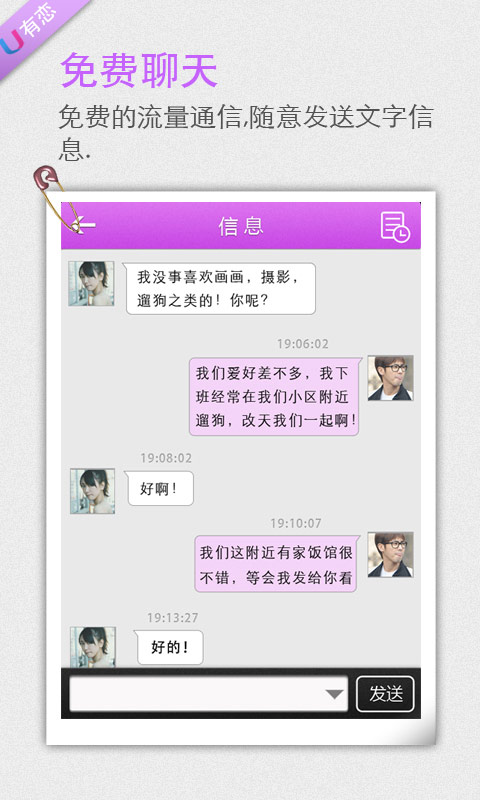 U有恋
免费聊天
免费的流量通信,随意发送文字信
息.
信息
我没事喜欢画画，摄影，
遛狗之类的！你呢？
19:06:02
我们爱好差不多，我下
班经常在我们小区附近
遛狗，改天我们一起啊！
19:08:02
好啊！
19:10:07
我们这附近有家饭馆很
不错，等会我发给你看
19:13:27
好的！
发送